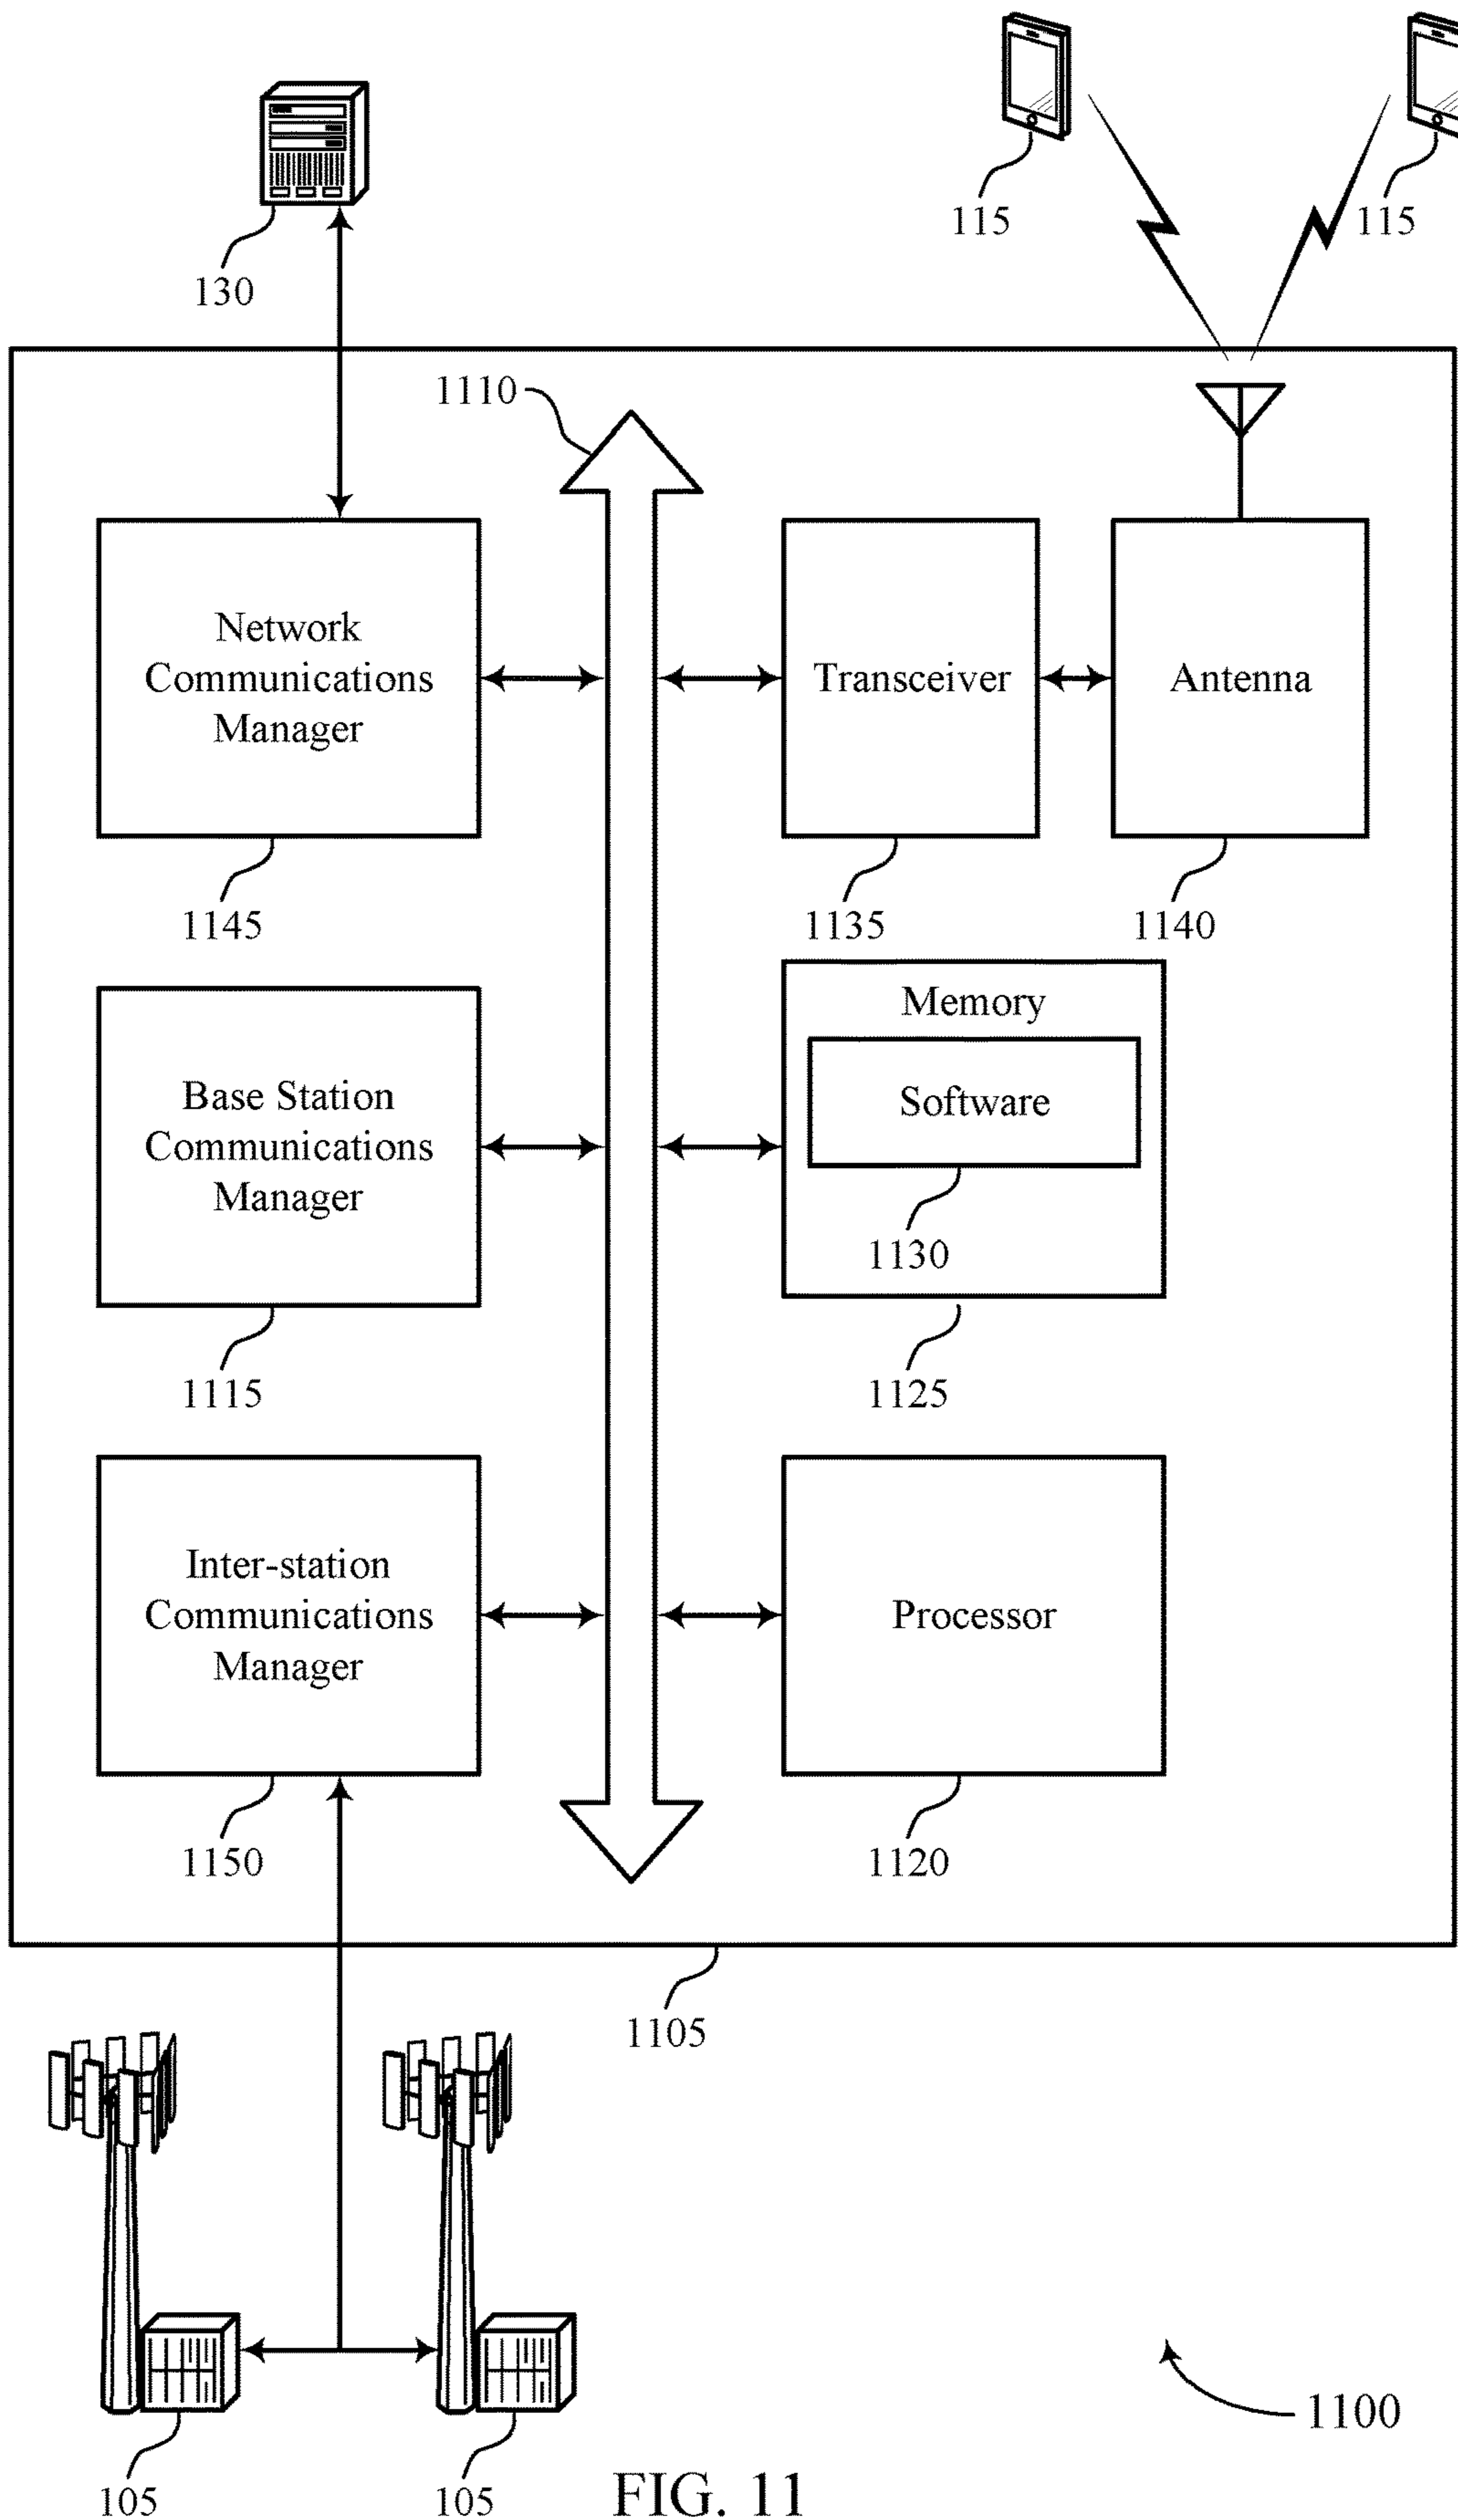 115
115
130
1110
Network
Communications
Manager
Transceiver
Antenna
1145
1135
1140
Memory
Software
Base Station
Communications
Manager
1130
1115
1125
Inter-station
Communications
Manager
Processor
1150
1120
1105
1100
105
105
FIG. 11